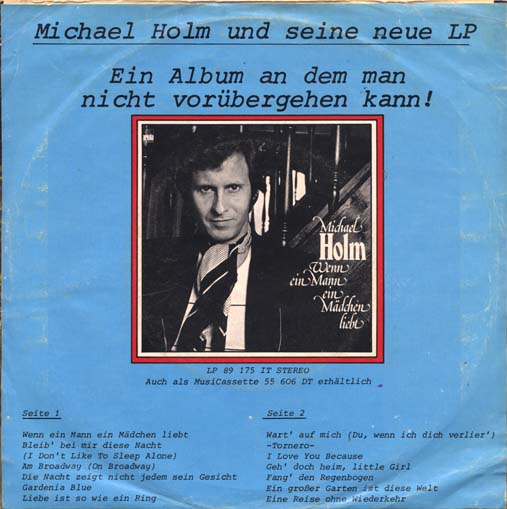 Michael Holm und seine neue LP
Ein Album an dem man
nicht vorübergehen kann!
Michael
Holm
Wenn
ein Mann
ein
Mädchen
liebt
LP 89 175 IT STEREO
Auch als MusiCassette 55 606 DT erhältlich
Seite 1
Wenn ein Mann ein Mädchen liebt
Bleib' bei mir diese Nacht
(I Don't Like To Sleep Alone)
Am Broadway (On Broadway)
Die Nacht zeigt nicht jedem sein Gesicht
Gardenia Blue
Liebe ist so wie ein Ring
Seite 2
Wart' auf mich (Du, wenn ich dich verlier')
-Tornero-
I Love You Because
Geh' doch heim, little Girl
Fang' den Regenbogen
Ein großer Garten ist diese Welt
Eine Reise ohne Wiederkehr